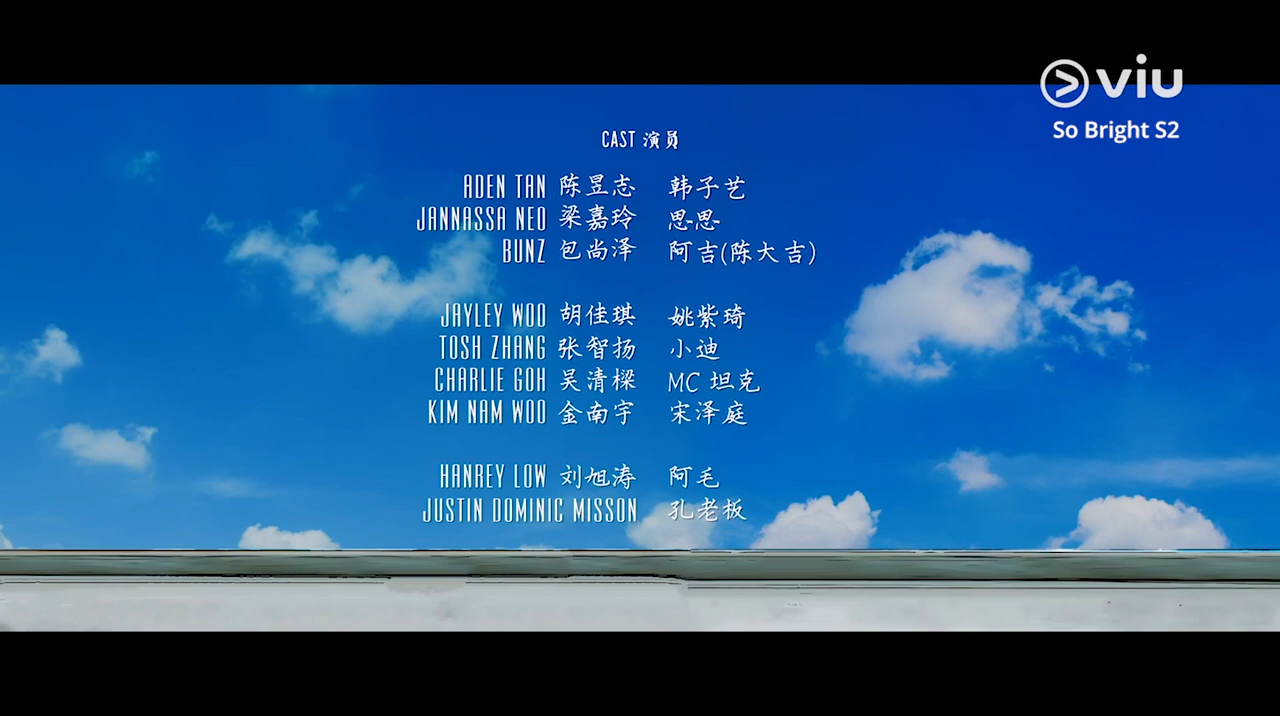 viu
So Bright S2
CAST 演员
ADEN TAN 陈昱志 韩子艺
JANNASSA NEO 梁嘉玲 思思
BUNZ 包尚泽 阿吉(陈大吉)
JAYLEY WOO 胡佳琪 姚紫琦
TOSH ZHANG 张智扬 小迪
CHARLIE GOH 吴清樑 MC 坦克
KIM NAM WOO 金南宇 宋泽庭
HANREY LOW 刘旭涛 阿毛
JUSTIN DOMINIC MISSON 孔老板